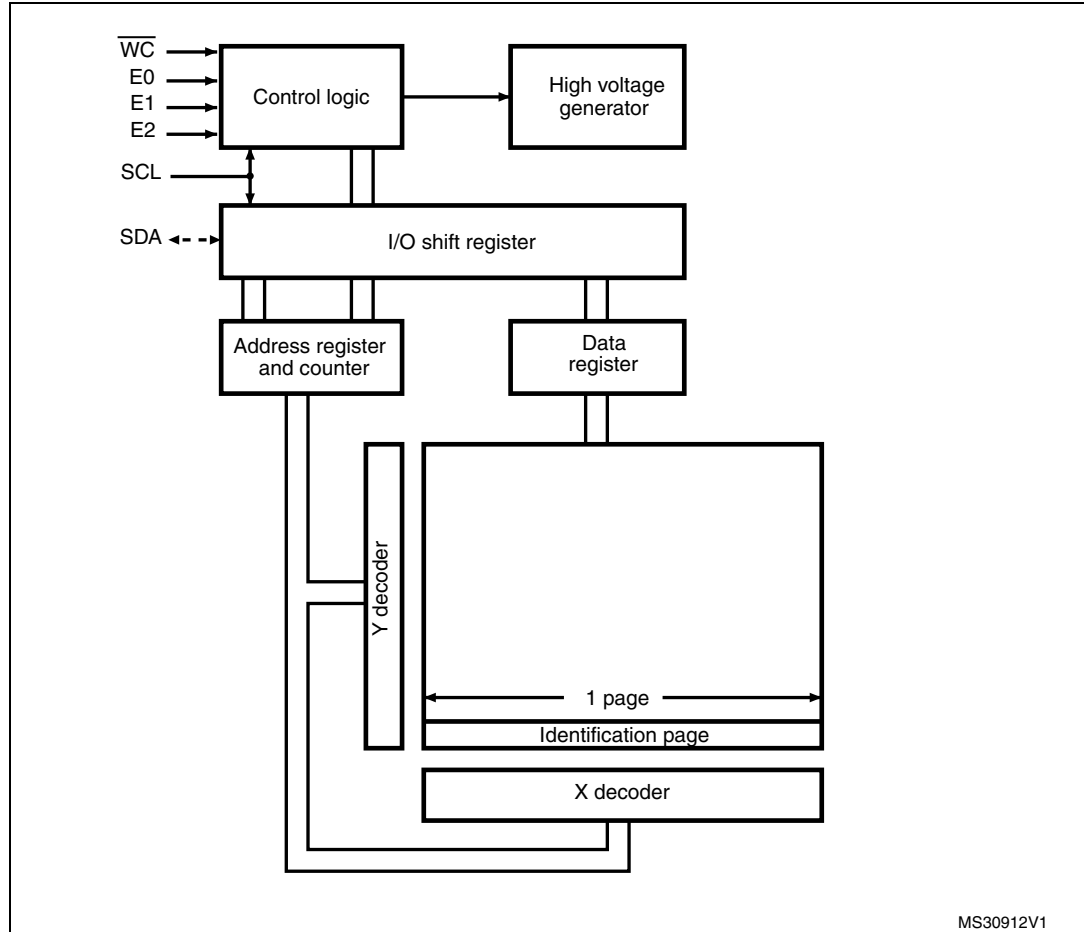 W̅C̅
E0
E1
E2
SCL
SDA
Control logic
High voltage
generator
I/O shift register
Address register
and counter
Data
register
Y decoder
1 page
Identification page
X decoder
MS30912V1